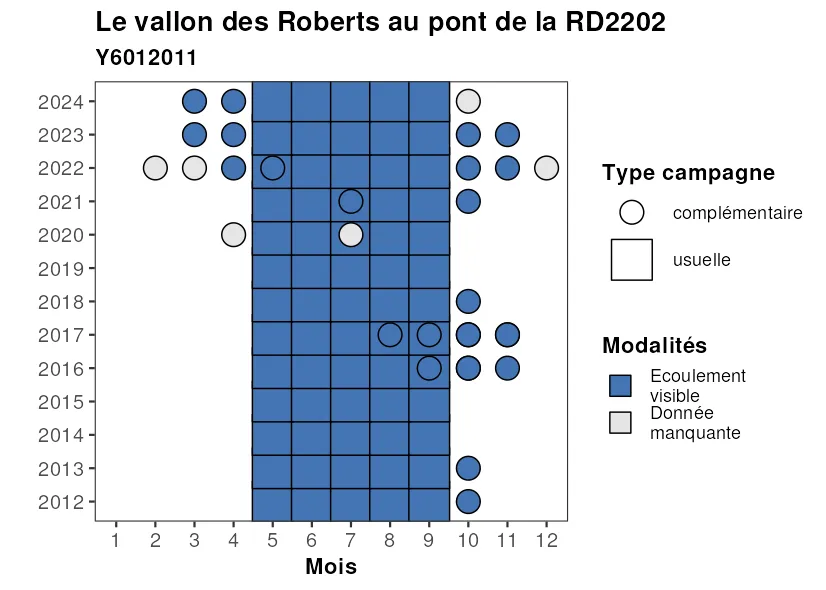 Le vallon des Roberts au pont de la RD2202
Y6012011
2024
2023
2022
2021
2020
2019
2018
2017
2016
2015
2014
2013
2012
1 2 3 4 5 6 7 8 9 10 11 12
Mois
Type campagne
complémentaire
usuelle
Modalités
Ecoulement
visible
Donnée
manquante